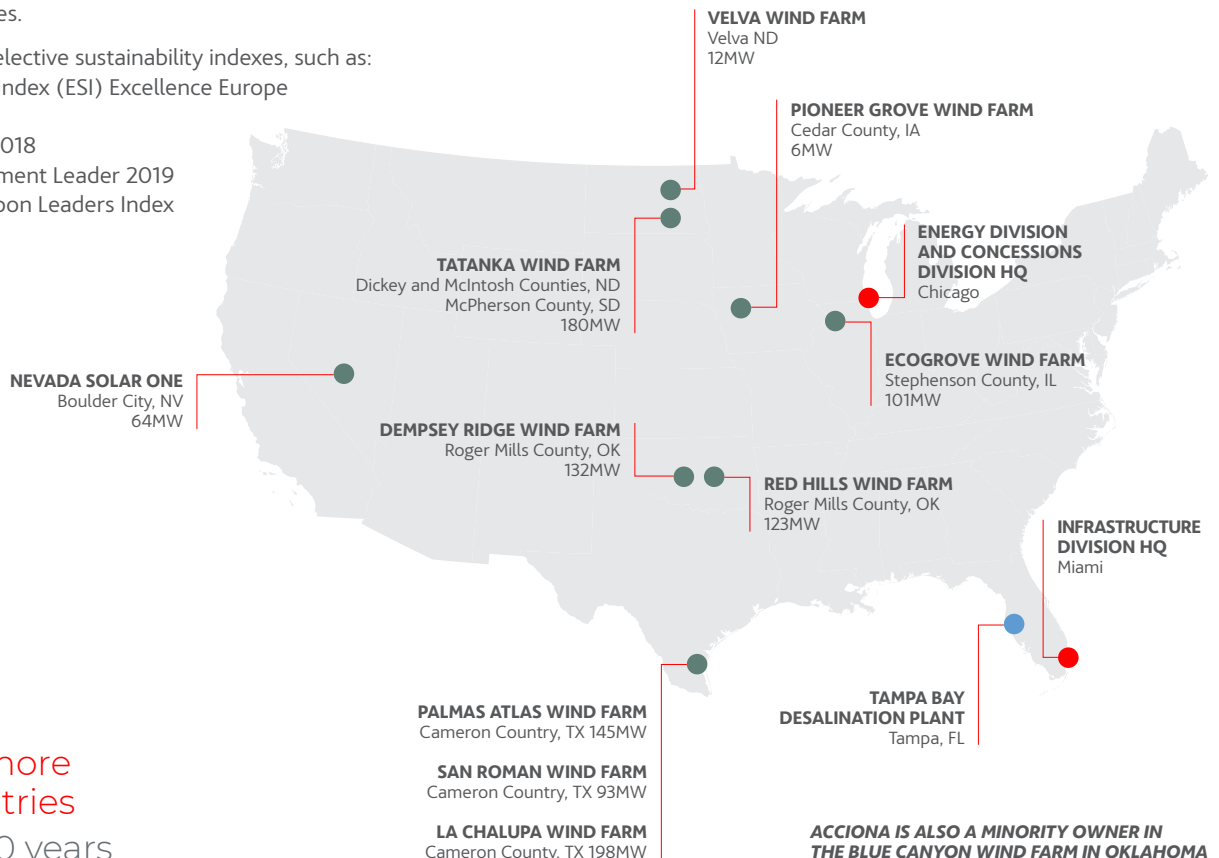 es.
elective sustainability indexes, such as:
ndex (ESI) Excellence Europe
018
ment Leader 2019
oon Leaders Index
VELVA WIND FARM
Velva ND
12MW
PIONEER GROVE WIND FARM
Cedar County, IA
6MW
ENERGY DIVISION
AND CONCESSIONS
DIVISION HQ
Chicago
TATANKA WIND FARM
Dickey and McIntosh Counties, ND
McPherson County, SD
180MW
ECOGROVE WIND FARM
Stephenson County, IL
101MW
NEVADA SOLAR ONE
Boulder City, NV
64MW
DEMPSEY RIDGE WIND FARM
Roger Mills County, OK
132MW
RED HILLS WIND FARM
Roger Mills County, OK
123MW
INFRASTRUCTURE
DIVISION HQ
Miami
TAMPA BAY
DESALINATION PLANT
Tampa, FL
PALMAS ATLAS WIND FARM
Cameron Country, TX 145MW
SAN ROMAN WIND FARM
Cameron Country, TX 93MW
LA CHALUPA WIND FARM
Cameron County, TX 198MW
more
tries
0 years
ACCIONA IS ALSO A MINORITY OWNER IN
THE BLUE CANYON WIND FARM IN OKLAHOMA